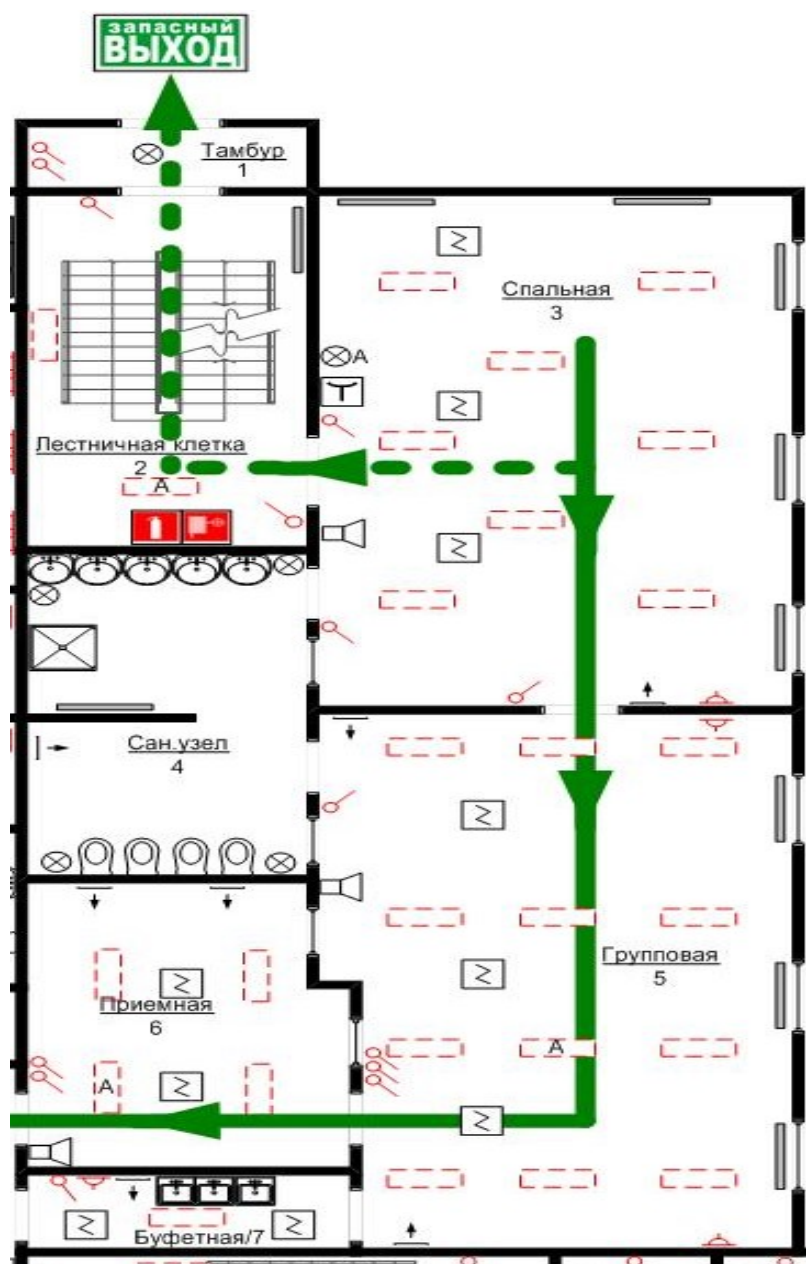 запасный
ВЫХОД
Тамбур
1
Спальная
3
А
Лестничная клетка
2
А
Сан.узел
4
Групповая
5
Приемная
6
А
А
Буфетная/7